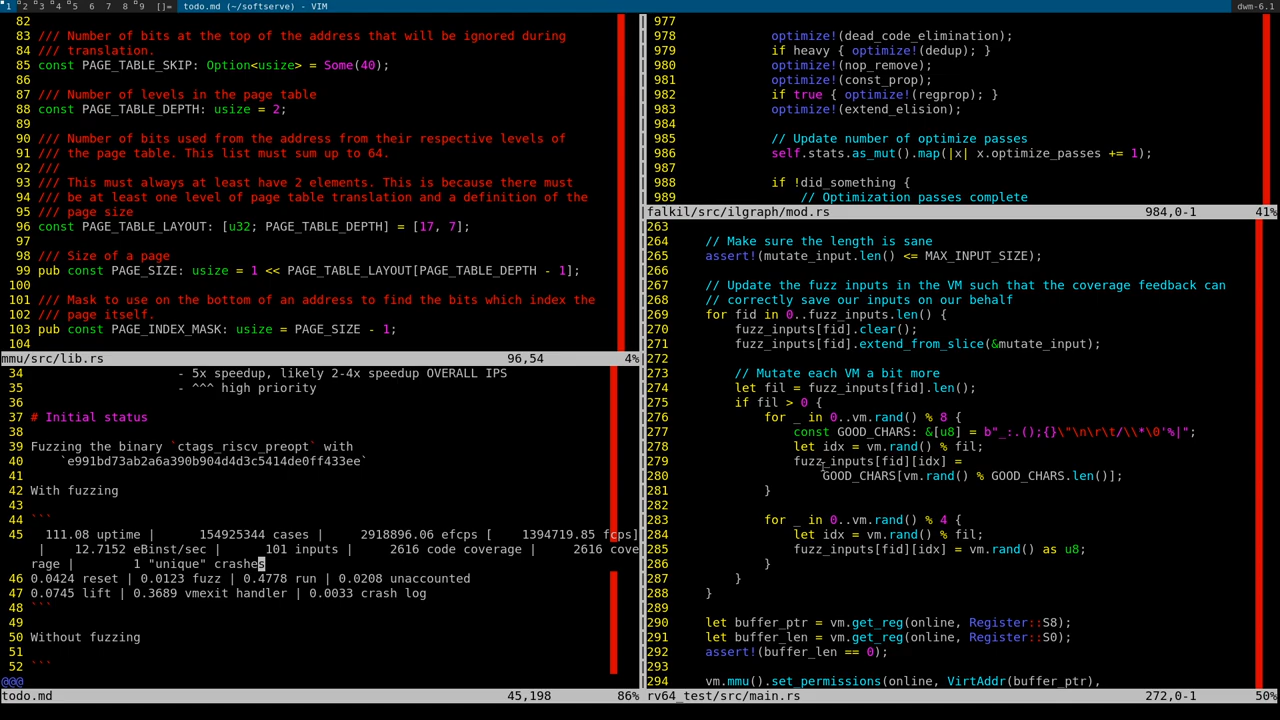 1 2 3 4 5 6 7 8 9 []= todo.md (~/softserve) - VIM dwm-6.1
82
83 /// Number of bits at the top of the address that will be ignored during
84 /// translation.
85 const PAGE_TABLE_SKIP: Option<usize> = Some(40);
86
87 /// Number of levels in the page table
88 const PAGE_TABLE_DEPTH: usize = 2;
89
90 /// Number of bits used from the address from their respective levels of
91 /// the page table. This list must sum up to 64.
92 ///
93 /// This must always at least have 2 elements. This is because there must
94 /// be at least one level of page table translation and a definition of the
95 /// page size
96 const PAGE_TABLE_LAYOUT: [u32; PAGE_TABLE_DEPTH] = [17, 7];
97
98 /// Size of a page
99 pub const PAGE_SIZE: usize = 1 << PAGE_TABLE_LAYOUT[PAGE_TABLE_DEPTH - 1];
100
101 /// Mask to use on the bottom of an address to find the bits which index the
102 /// page itself.
103 pub const PAGE_INDEX_MASK: usize = PAGE_SIZE - 1;
104
mmu/src/lib.rs 96,54 4%
34 - 5x speedup, likely 2-4x speedup OVERALL IPS
35 - ^^^ high priority
36
37 # Initial status
38
39 Fuzzing the binary `ctags_riscv_preopt` with
40 `e991bd73ab2a6a390b904d4d3c5414de0ff433ee`
41
42 With fuzzing
43
44 ```
45 111.08 uptime | 154925344 cases | 2918896.06 efcps [ 1394719.85 fcps]
| 12.7152 eBinst/sec | 101 inputs | 2616 code coverage | 2616 cove
rage | 1 "unique" crashes
46 0.0424 reset | 0.0123 fuzz | 0.4778 run | 0.0208 unaccounted
47 0.0745 lift | 0.3689 vmexit handler | 0.0033 crash log
48 ```
49
50 Without fuzzing
51
52 ```
@@@
todo.md 45,198 86%
977
978 optimize!(dead_code_elimination);
979 if heavy { optimize!(dedup); }
980 optimize!(nop_remove);
981 optimize!(const_prop);
982 if true { optimize!(regprop); }
983 optimize!(extend_elision);
984
985 // Update number of optimize passes
986 self.stats.as_mut().map(|x| x.optimize_passes += 1);
987
988 if !did_something {
989 // Optimization passes complete
falkil/src/ilgraph/mod.rs 984,0-1 41%
263
264 // Make sure the length is sane
265 assert!(mutate_input.len() <= MAX_INPUT_SIZE);
266
267 // Update the fuzz inputs in the VM such that the coverage feedback can
268 // correctly save our inputs on our behalf
269 for fid in 0..fuzz_inputs.len() {
270 fuzz_inputs[fid].clear();
271 fuzz_inputs[fid].extend_from_slice(&mutate_input);
272
273 // Mutate each VM a bit more
274 let fil = fuzz_inputs[fid].len();
275 if fil > 0 {
276 for _ in 0..vm.rand() % 8 {
277 const GOOD_CHARS: &[u8] = b"_:.();{}\"\n\r\t/\\*\0'%|";
278 let idx = vm.rand() % fil;
279 fuzz_inputs[fid][idx] =
280 GOOD_CHARS[vm.rand() % GOOD_CHARS.len()];
281 }
282
283 for _ in 0..vm.rand() % 4 {
284 let idx = vm.rand() % fil;
285 fuzz_inputs[fid][idx] = vm.rand() as u8;
286 }
287 }
288 }
289
290 let buffer_ptr = vm.get_reg(online, Register::S8);
291 let buffer_len = vm.get_reg(online, Register::S0);
292 assert!(buffer_len == 0);
293
294 vm.mmu().set_permissions(online, VirtAddr(buffer_ptr),
rv64_test/src/main.rs 272,0-1 50%